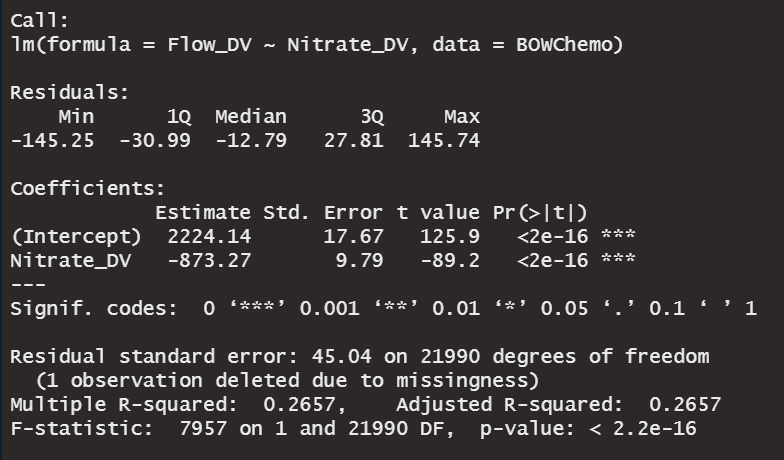 Call:
lm(formula = Flow_DV ~ Nitrate_DV, data = BOWChemo)
Residuals:
Min 1Q Median 3Q Max
-145.25 -30.99 -12.79 27.81 145.74
Coefficients:
Estimate Std. Error t value Pr(>|t|)
(Intercept) 2224.14 17.67 125.9 <2e-16 ***
Nitrate_DV -873.27 9.79 -89.2 <2e-16 ***
---
Signif. codes: 0 ‘***’ 0.001 ‘**’ 0.01 ‘*’ 0.05 ‘.’ 0.1 ‘ ’ 1
Residual standard error: 45.04 on 21990 degrees of freedom
(1 observation deleted due to missingness)
Multiple R-squared: 0.2657, Adjusted R-squared: 0.2657
F-statistic: 7957 on 1 and 21990 DF, p-value: < 2.2e-16